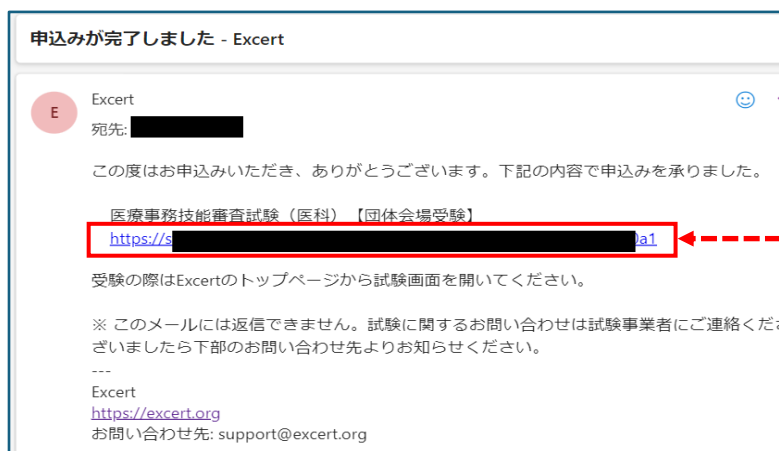 申込みが完了しました - Excert
E
Excert
宛先:
この度はお申込みいただき、ありがとうございます。下記の内容で申込みを承りました。
医療事務技能審査試験（医科）【団体会場受験】
https://s
a1
受験の際はExcertのトップページから試験画面を開いてください。
※ このメールには返信できません。試験に関するお問い合わせは試験事業者にご連絡くだ
ざいましたら下部のお問い合わせ先よりお知らせください。
---
Excert
https://excert.org
お問い合わせ先: support@excert.org